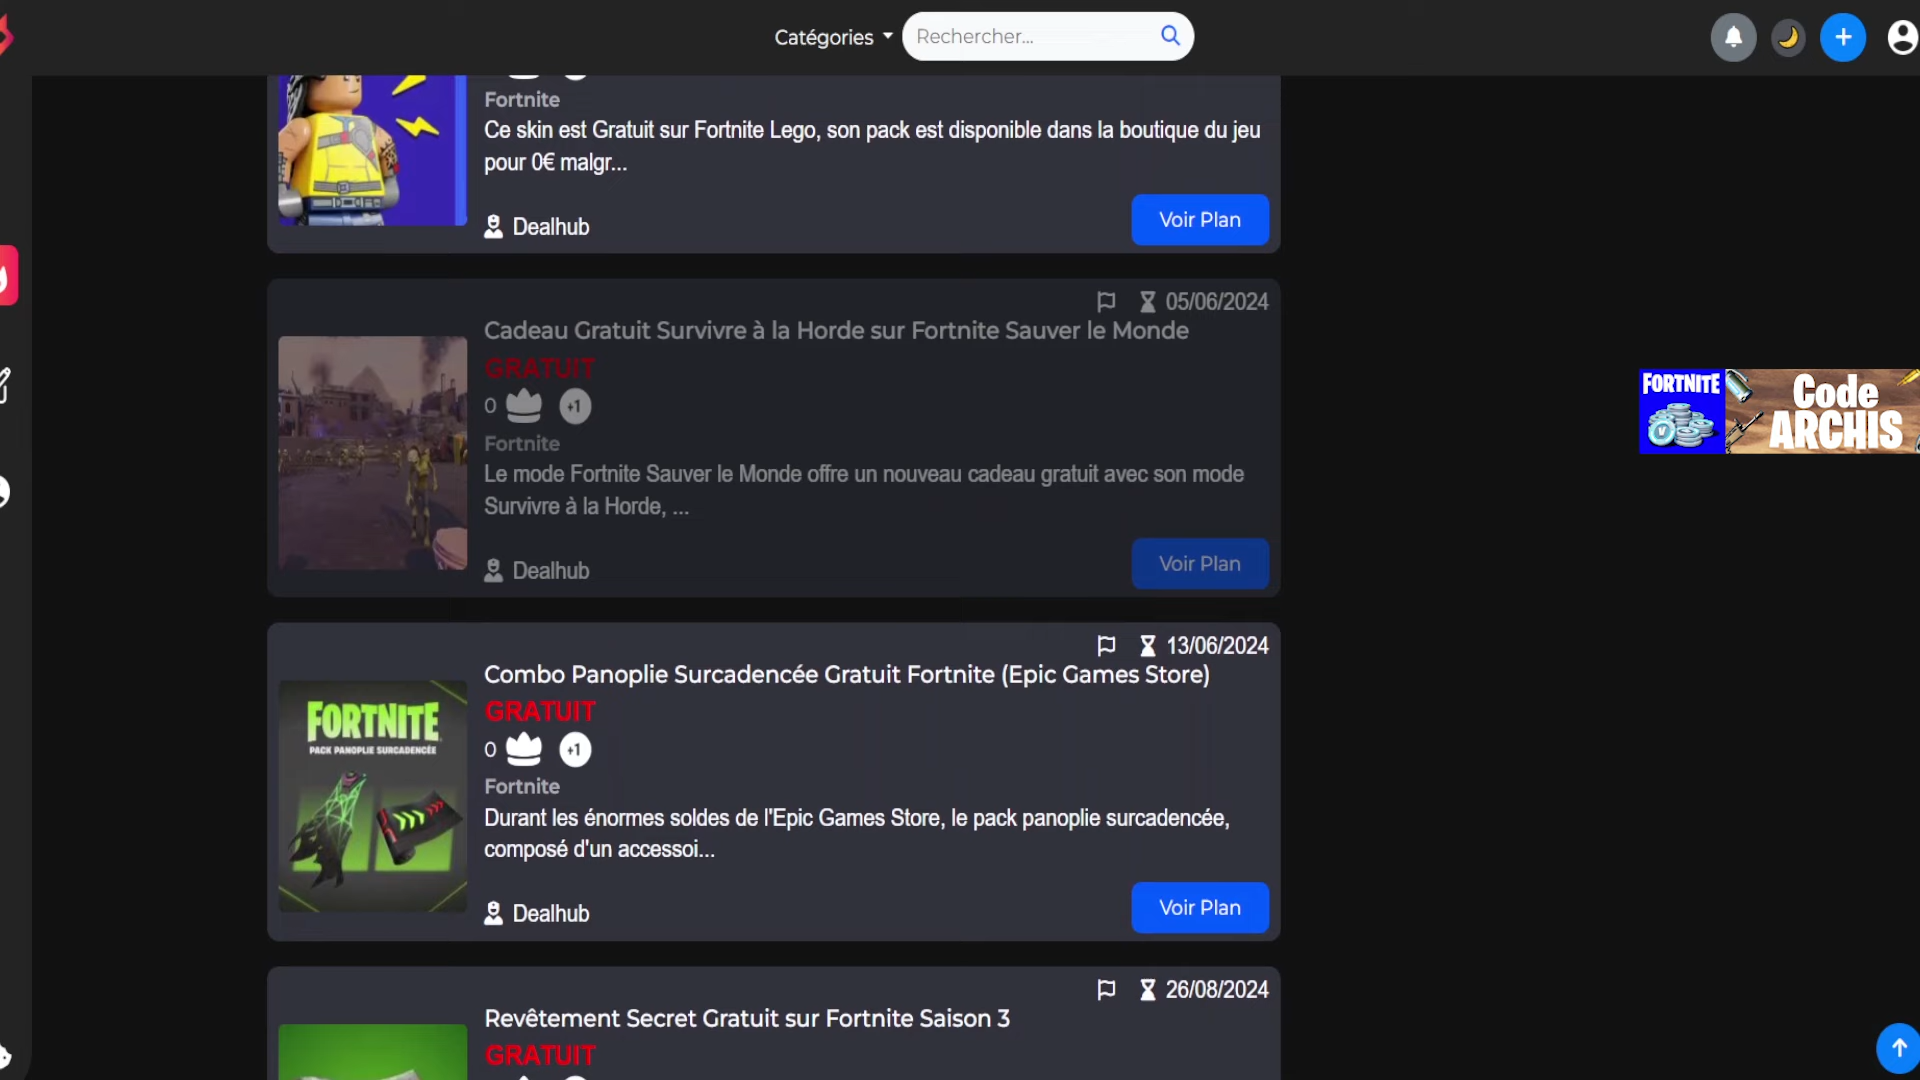 Catégories
Rechercher...
Fortnite
Ce skin est Gratuit sur Fortnite Lego, son pack est disponible dans la boutique du jeu
pour 0€ malgr...
Dealhub
Voir Plan
05/06/2024
Cadeau Gratuit Survivre à la Horde sur Fortnite Sauver le Monde
GRATUIT
0 +1
Fortnite
Le mode Fortnite Sauver le Monde offre un nouveau cadeau gratuit avec son mode
Survivre à la Horde, ...
Dealhub
Voir Plan
FORTNITE
V
Code
ARCHIS
13/06/2024
Combo Panoplie Surcadencée Gratuit Fortnite (Epic Games Store)
GRATUIT
0 +1
Fortnite
Durant les énormes soldes de l'Epic Games Store, le pack panoplie surcadencée,
composé d'un accessoi...
FORTNITE
PACK PANOPLIE SURCADENCÉE
Dealhub
Voir Plan
26/08/2024
Revêtement Secret Gratuit sur Fortnite Saison 3
GRATUIT